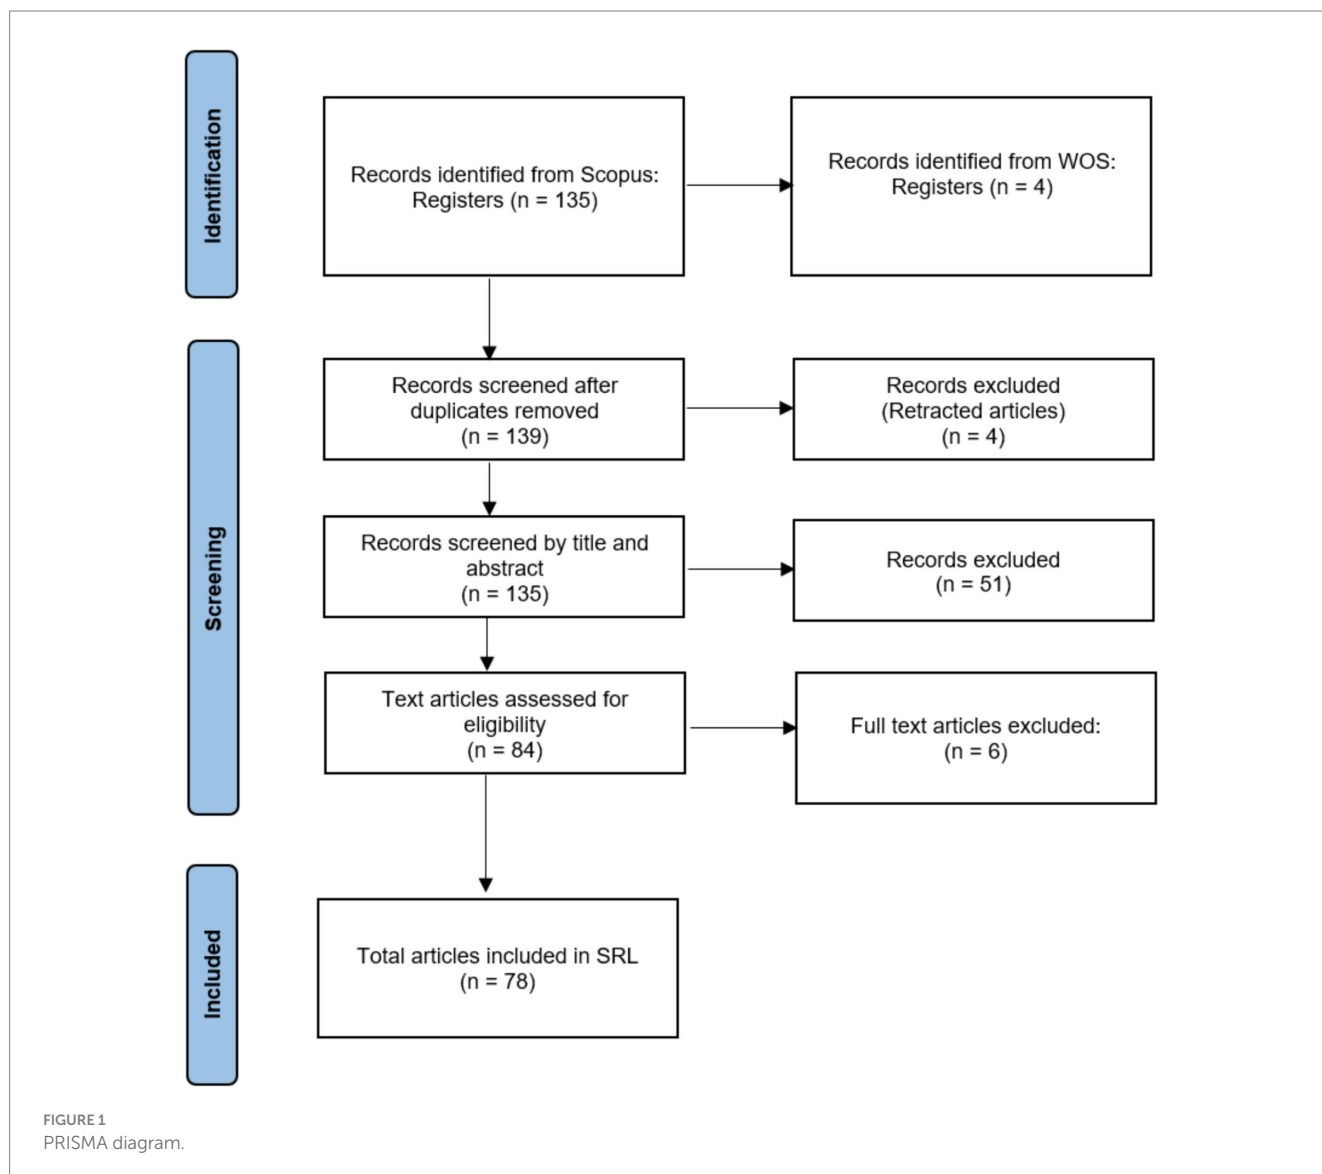 Identification
Records identified from Scopus:
Registers (n = 135)
Records identified from WOS:
Registers (n = 4)
Screening
Records screened after
duplicates removed
(n = 139)
Records excluded
(Retracted articles)
(n = 4)
Records screened by title and
abstract
(n = 135)
Records excluded
(n = 51)
Text articles assessed for
eligibility
(n = 84)
Full text articles excluded:
(n = 6)
Included
Total articles included in SRL
(n = 78)
FIGURE 1
PRISMA diagram.